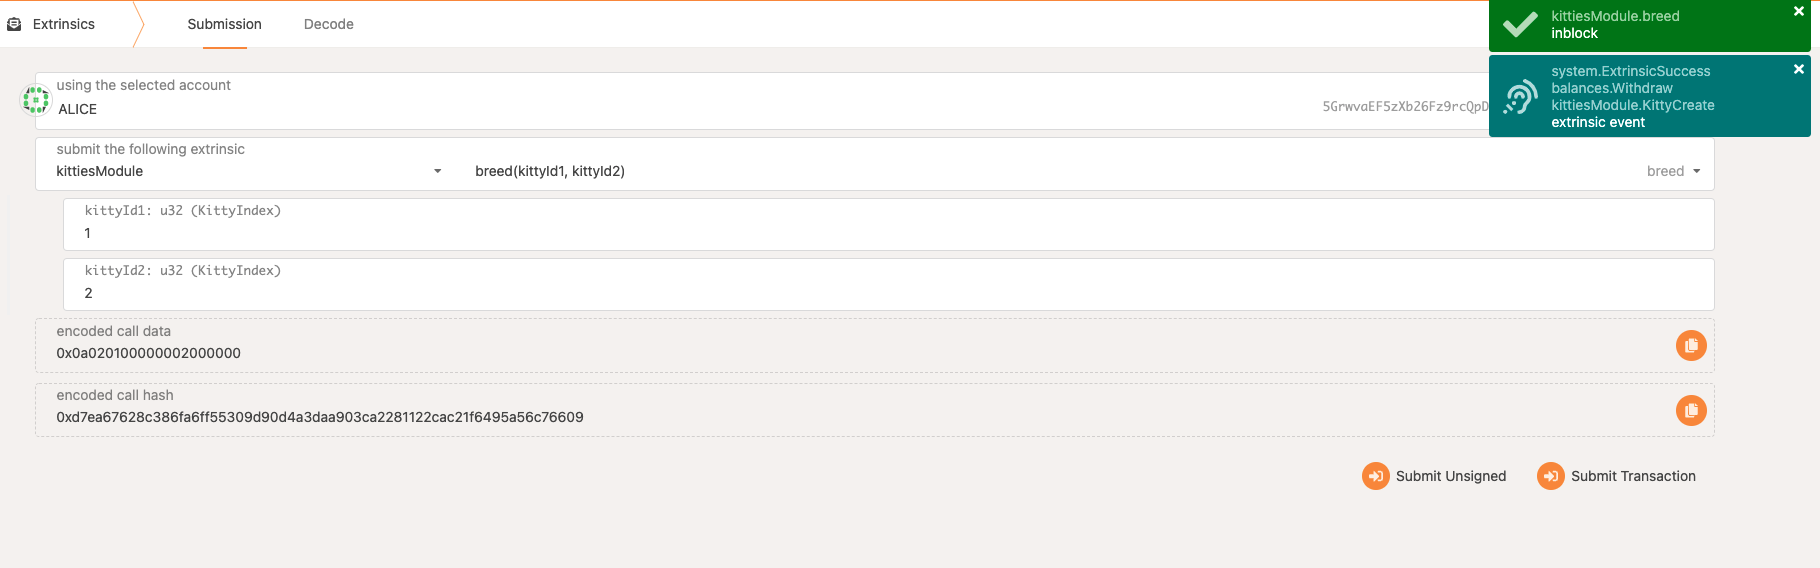 Extrinsics
Submission
Decode
kittiesModule.breed
inblock
system.ExtrinsicSuccess
balances.Withdraw
kittiesModule.KittyCreate
extrinsic event
using the selected account
ALICE
5GrwvaEF5zXb26Fz9rcQpD
submit the following extrinsic
kittiesModule
breed(kittyId1, kittyId2)
breed
kittyId1: u32 (KittyIndex)
1
kittyId2: u32 (KittyIndex)
2
encoded call data
0x0a020100000002000000
encoded call hash
0xd7ea67628c386fa6ff55309d90d4a3daa903ca2281122cac21f6495a56c76609
Submit Unsigned
Submit Transaction